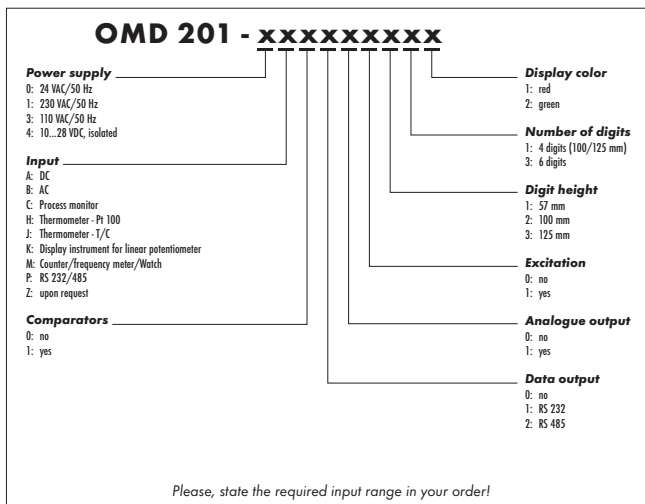 OMD 201 - xxxxxxxxx
Power supply
0: 24 VAC/50 Hz
1: 230 VAC/50 Hz
3: 110 VAC/50 Hz
4: 10...28 VDC, isolated
Input
A: DC
B: AC
C: Process monitor
H: Thermometer - Pt 100
J: Thermometer - T/C
K: Display instrument for linear potentiometer
M: Counter/frequency meter/Watch
P: RS 232/485
Z: upon request
Comparators
0: no
1: yes
Display color
1: red
2: green
Number of digits
1: 4 digits (100/125 mm)
3: 6 digits
Digit height
1: 57 mm
2: 100 mm
3: 125 mm
Excitation
0: no
1: yes
Analogue output
0: no
1: yes
Data output
0: no
1: RS 232
2: RS 485
Please, state the required input range in your order!